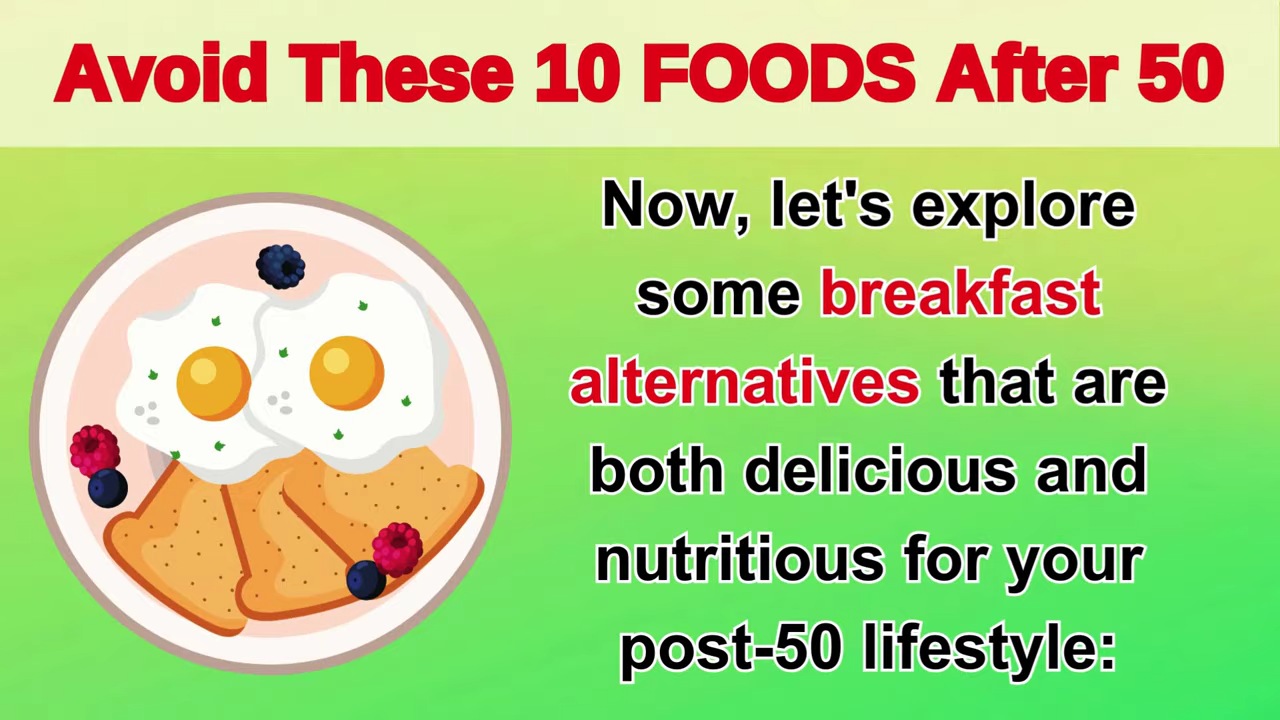 Avoid These 10 FOODS After 50
Now, let's explore
some breakfast
alternatives that are
both delicious and
nutritious for your
post-50 lifestyle: